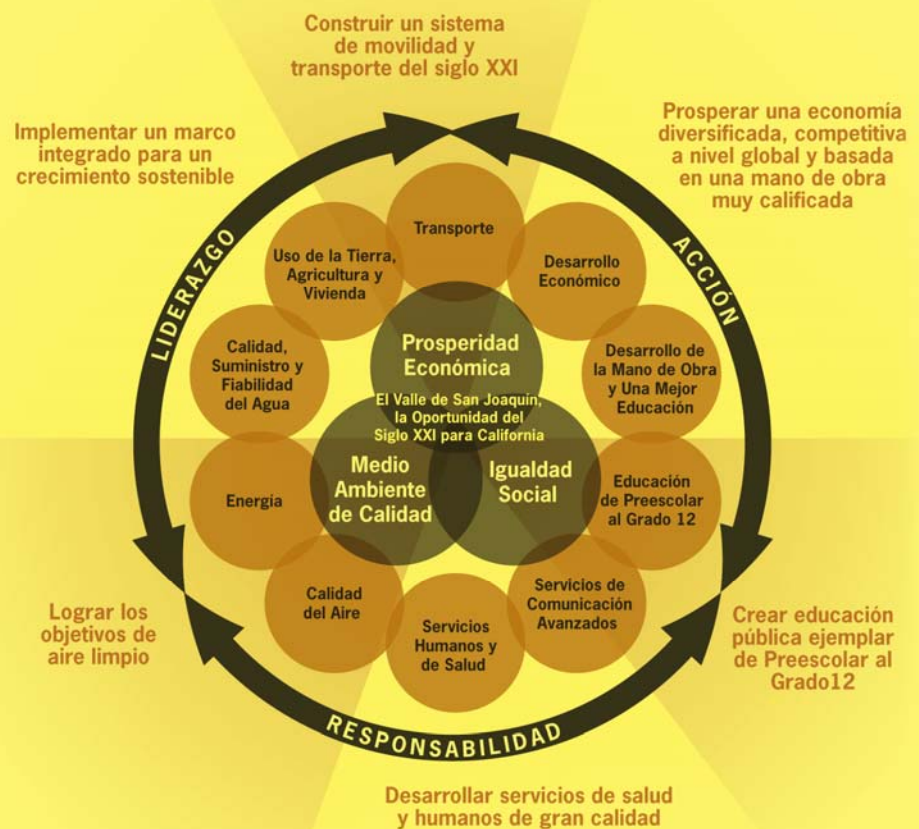 Construir un sistema
de movilidad y
transporte del siglo XXI
Implementar un marco
integrado para un
crecimiento sostenible
Prosperar una economía
diversificada, competitiva
a nivel global y basada
en una mano de obra
muy calificada
LIDERAZGO
ACCIÓN
Transporte
Uso de la Tierra,
Agricultura y
Vivienda
Desarrollo
Económico
Calidad,
Suministro y
Fiabilidad
del Agua
Prosperidad
Económica
Desarrollo de
la Mano de Obra
y Una Mejor
Educación
El Valle de San Joaquín,
la Oportunidad del
Siglo XXI para California
Energía
Medio
Ambiente
de Calidad
Igualdad
Social
Educación
de Preescolar
al Grado 12
Calidad
del Aire
Servicios
Humanos y
de Salud
Servicios de
Comunicación
Avanzados
Lograr los
objetivos de
aire limpio
Crear educación
pública ejemplar
de Preescolar al
Grado12
RESPONSABILIDAD
Desarrollar servicios de salud
y humanos de gran calidad